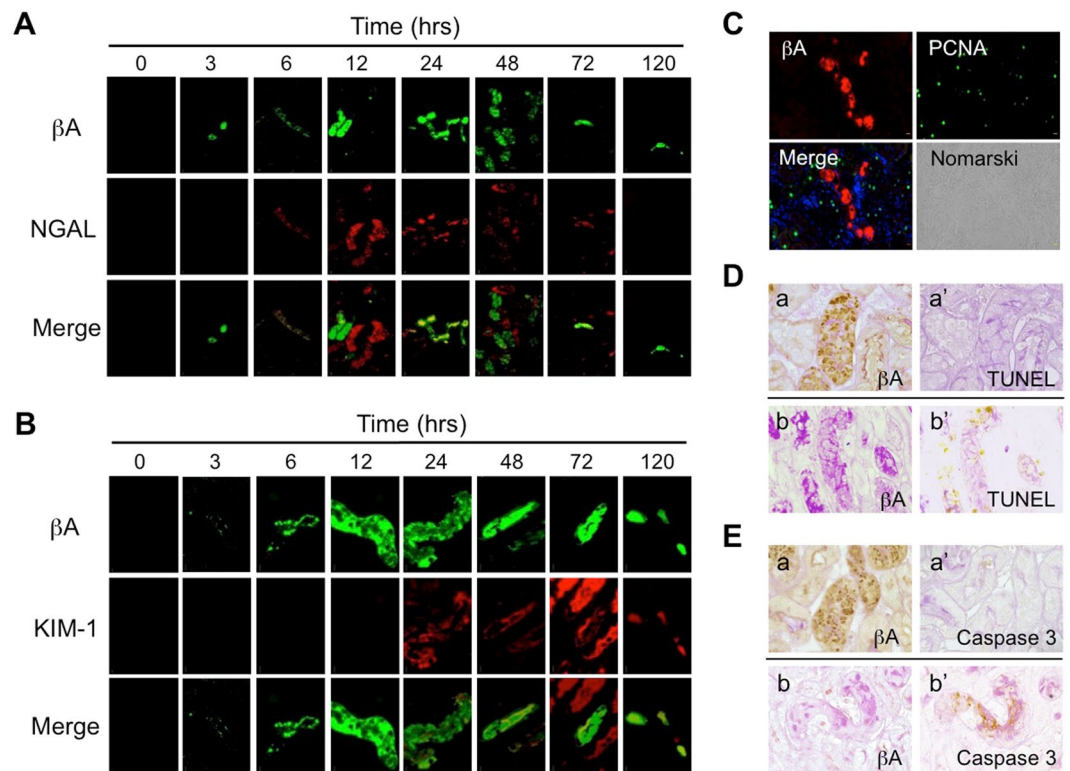 A
Time (hrs)
0 3 6 12 24 48 72 120
βA
NGAL
Merge
B
Time (hrs)
0 3 6 12 24 48 72 120
βA
KIM-1
Merge
C
βA PCNA
Merge Nomarski
D
a a'
βA TUNEL
b b'
βA TUNEL
E
a a'
βA Caspase 3
b b'
βA Caspase 3